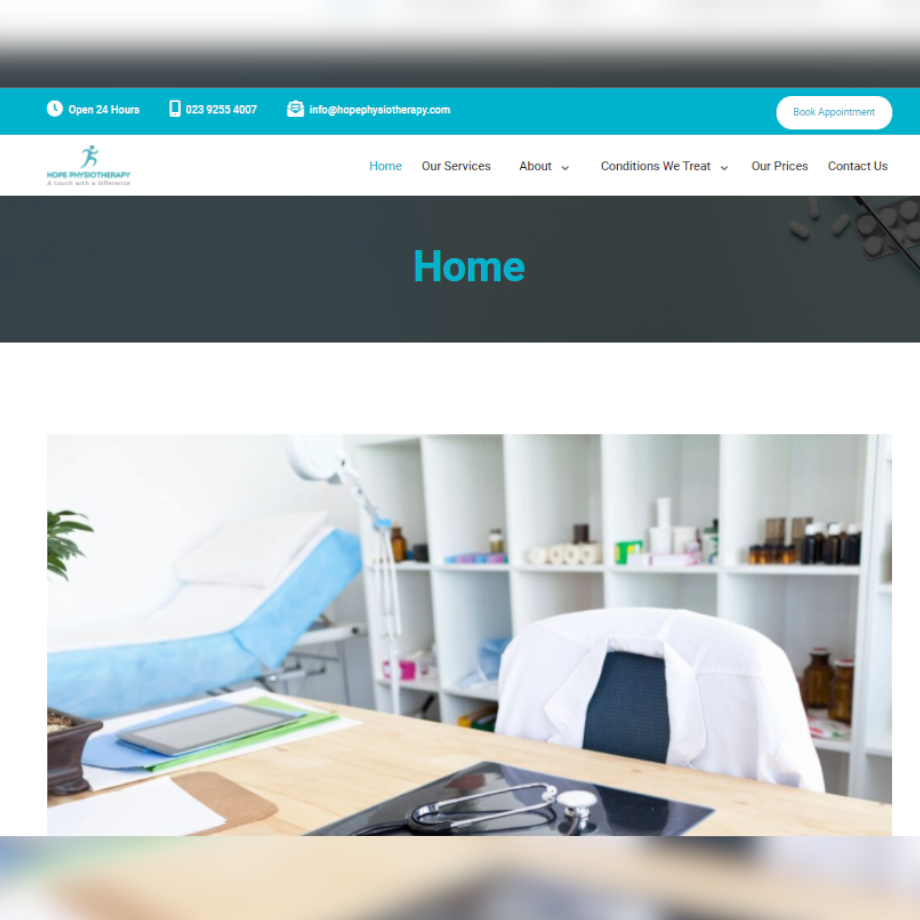 Open 24 Hours
023 9255 4007
info@hopephysiotherapy.com
Book Appointment
HOPE PHYSIOTHERAPY
A touch with a difference
Home
Our Services
About
Conditions We Treat
Our Prices
Contact Us
Home